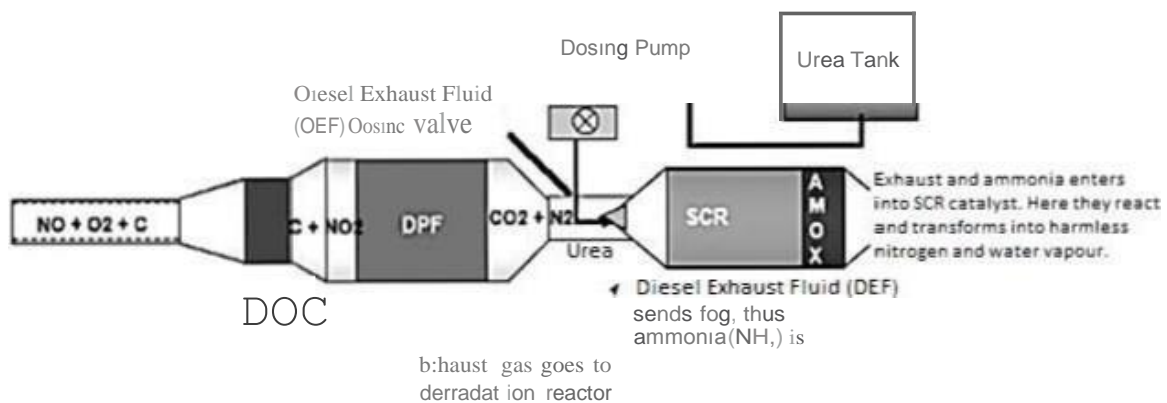 Dosıng Pump
Urea Tank
Oıesel Exhaust Fluid
(OEF) Oosınc valve
NO + O2 + C
C + NO2
DPF
CO2 + N2
Urea
SCR
AMOX
Exhaust and ammonia enters
into SCR catalyst. Here they react
and transforms into harmless
nitrogen and water vapour.
DOC
Diesel Exhaust Fluid (DEF)
sends fog, thus
ammonıa(NH,) is
b:haust gas goes to
derradat ion reactor